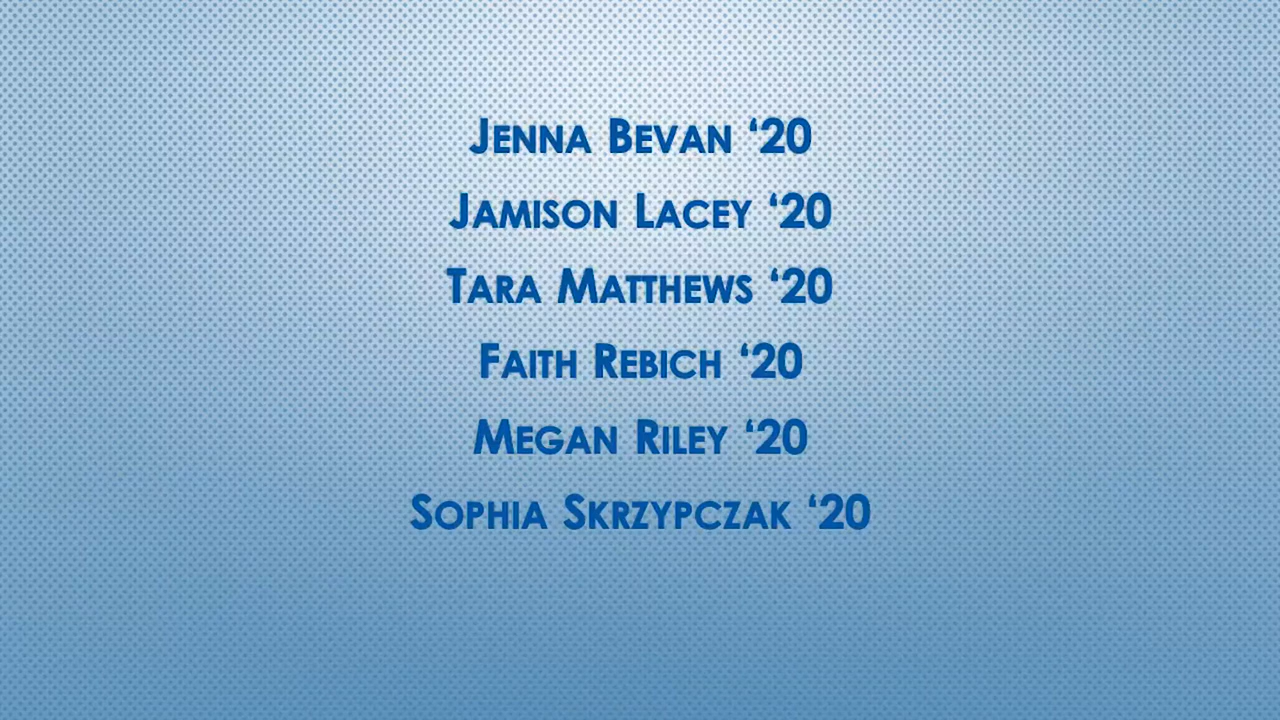 Jenna Bevan ‘20
Jamison Lacey ‘20
Tara Matthews ‘20
Faith Rebich ‘20
Megan Riley ‘20
Sophia Skrzypczak ‘20